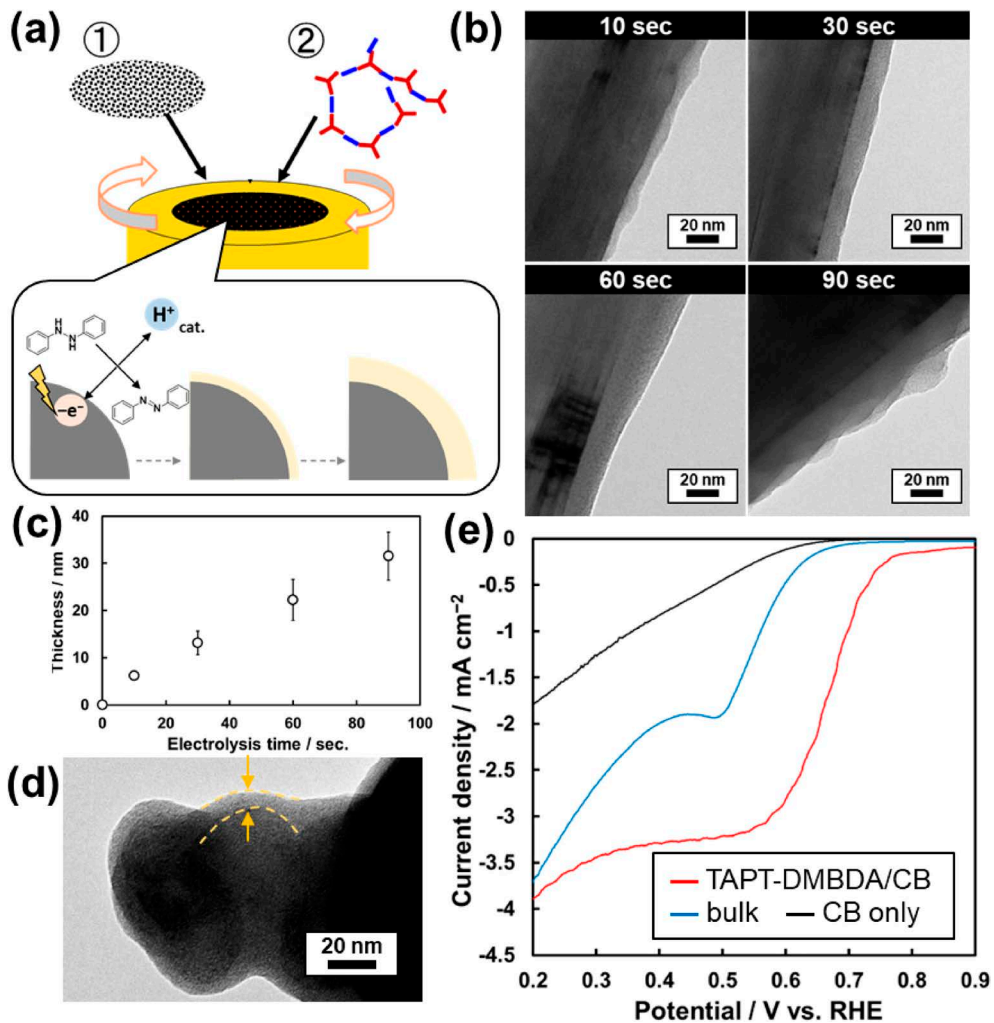 (a)
①
②
H
N
N
H
H⁺
cat.
–e⁻
N=N
(b)
10 sec
30 sec
20 nm
20 nm
60 sec
90 sec
20 nm
20 nm
(c)
40
30
20
10
0
Thickness / nm
0 20 40 60 80 100
Electrolysis time / sec.
(d)
20 nm
(e)
0
-0.5
-1
-1.5
-2
-2.5
-3
-3.5
-4
-4.5
Current density / mA cm⁻²
TAPT-DMBDA/CB
bulk
CB only
0.2 0.3 0.4 0.5 0.6 0.7 0.8 0.9
Potential / V vs. RHE